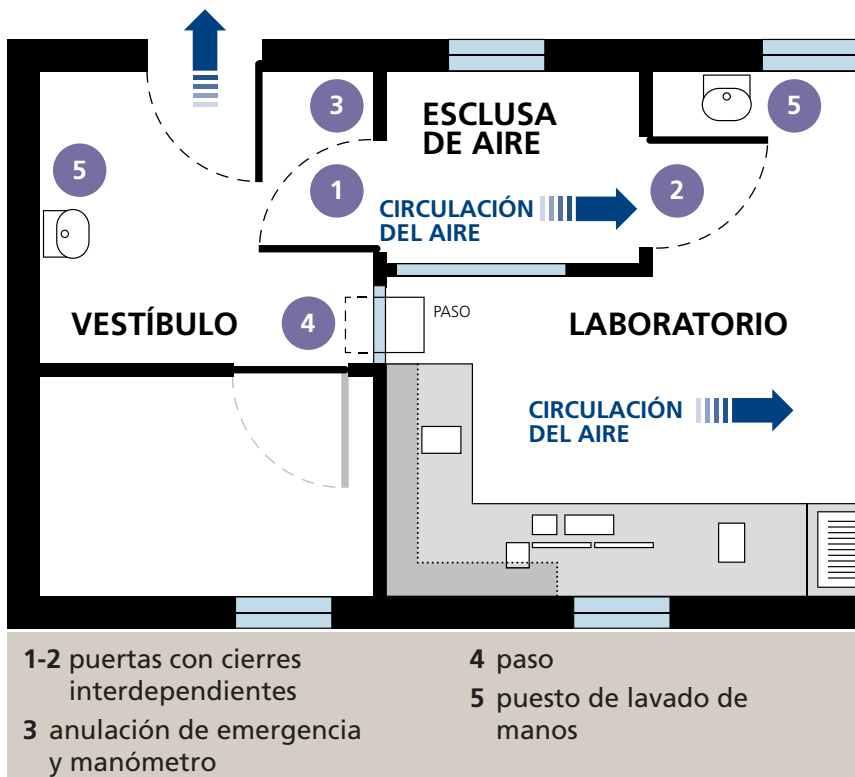 3
5
ESCLUSA
DE AIRE
5
1
2
CIRCULACIÓN
DEL AIRE
VESTÍBULO
4
PASO
LABORATORIO
CIRCULACIÓN
DEL AIRE
1-2 puertas con cierres
interdependientes
3 anulación de emergencia
y manómetro
4 paso
5 puesto de lavado de
manos